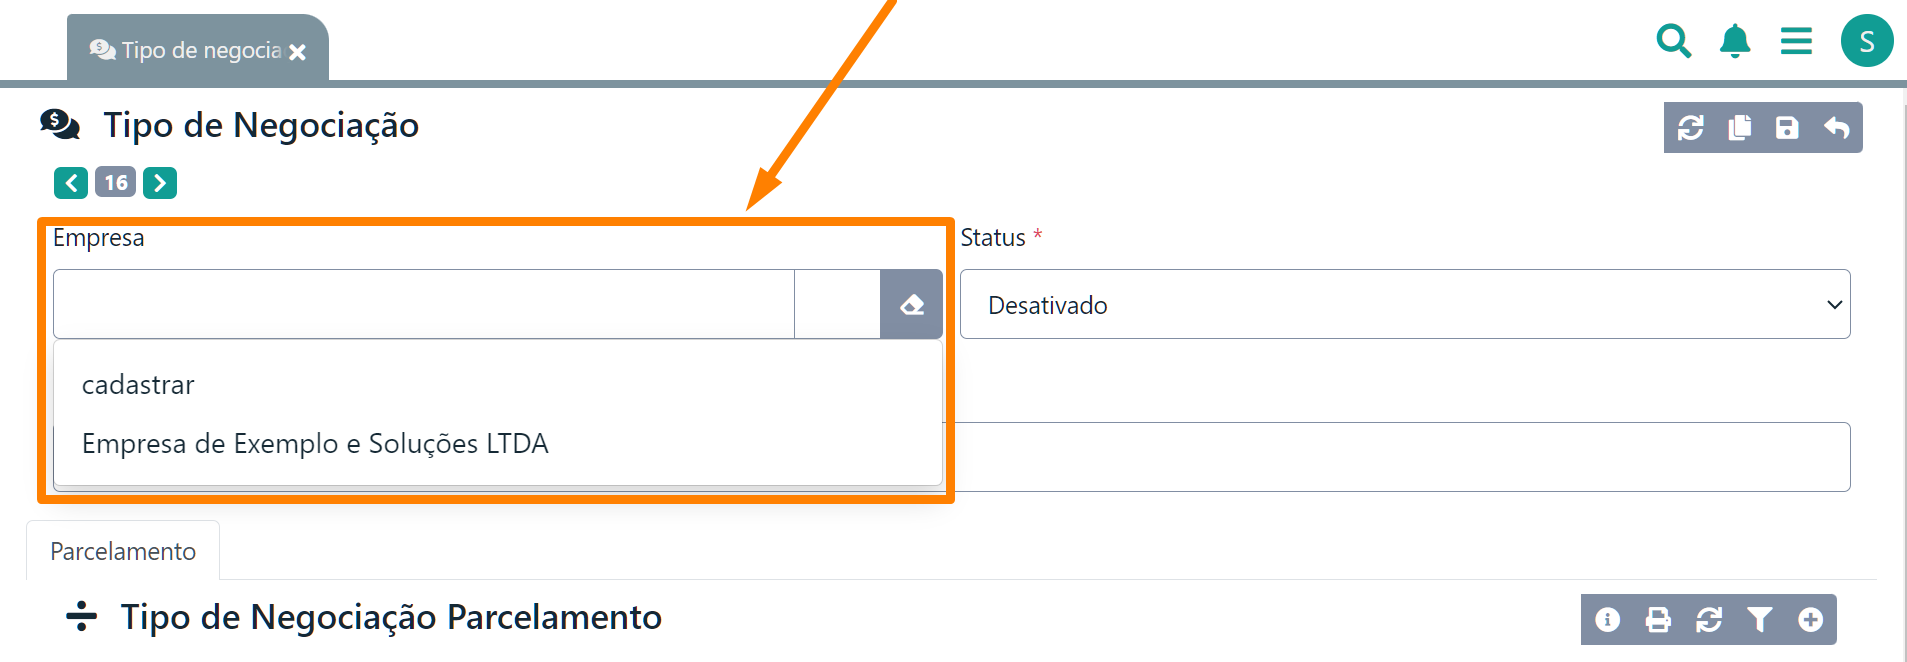 Tipo de negocia
S
Tipo de Negociação
16
Empresa
Status *
Desativado
cadastrar
Empresa de Exemplo e Soluções LTDA
Parcelamento
Tipo de Negociação Parcelamento